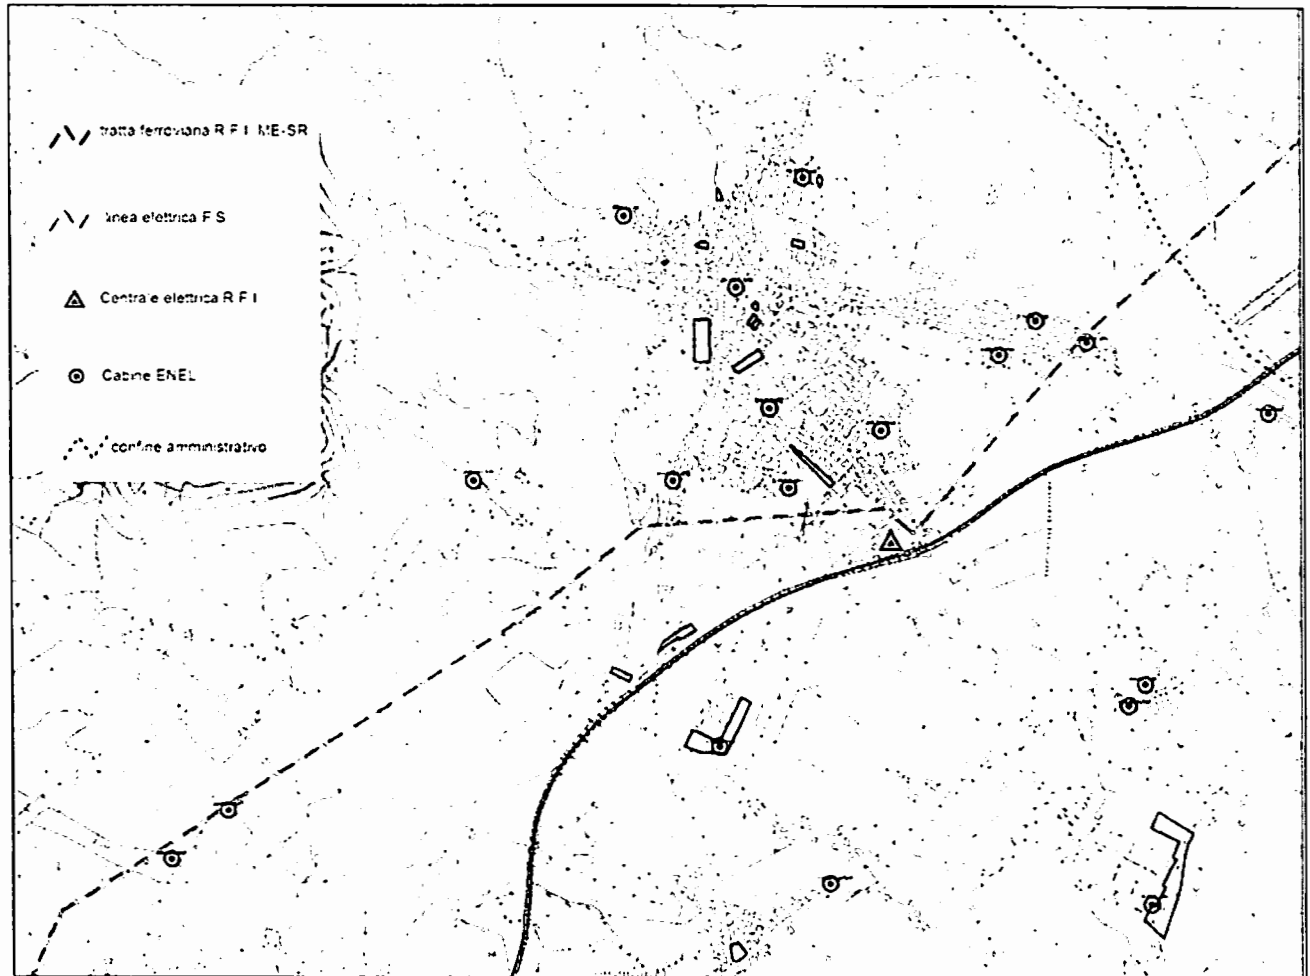 tratta ferroviaria R F I ME-SR
linea elettrica F S
Centrale elettrica R F I
Cabine ENEL
confine amministrativo